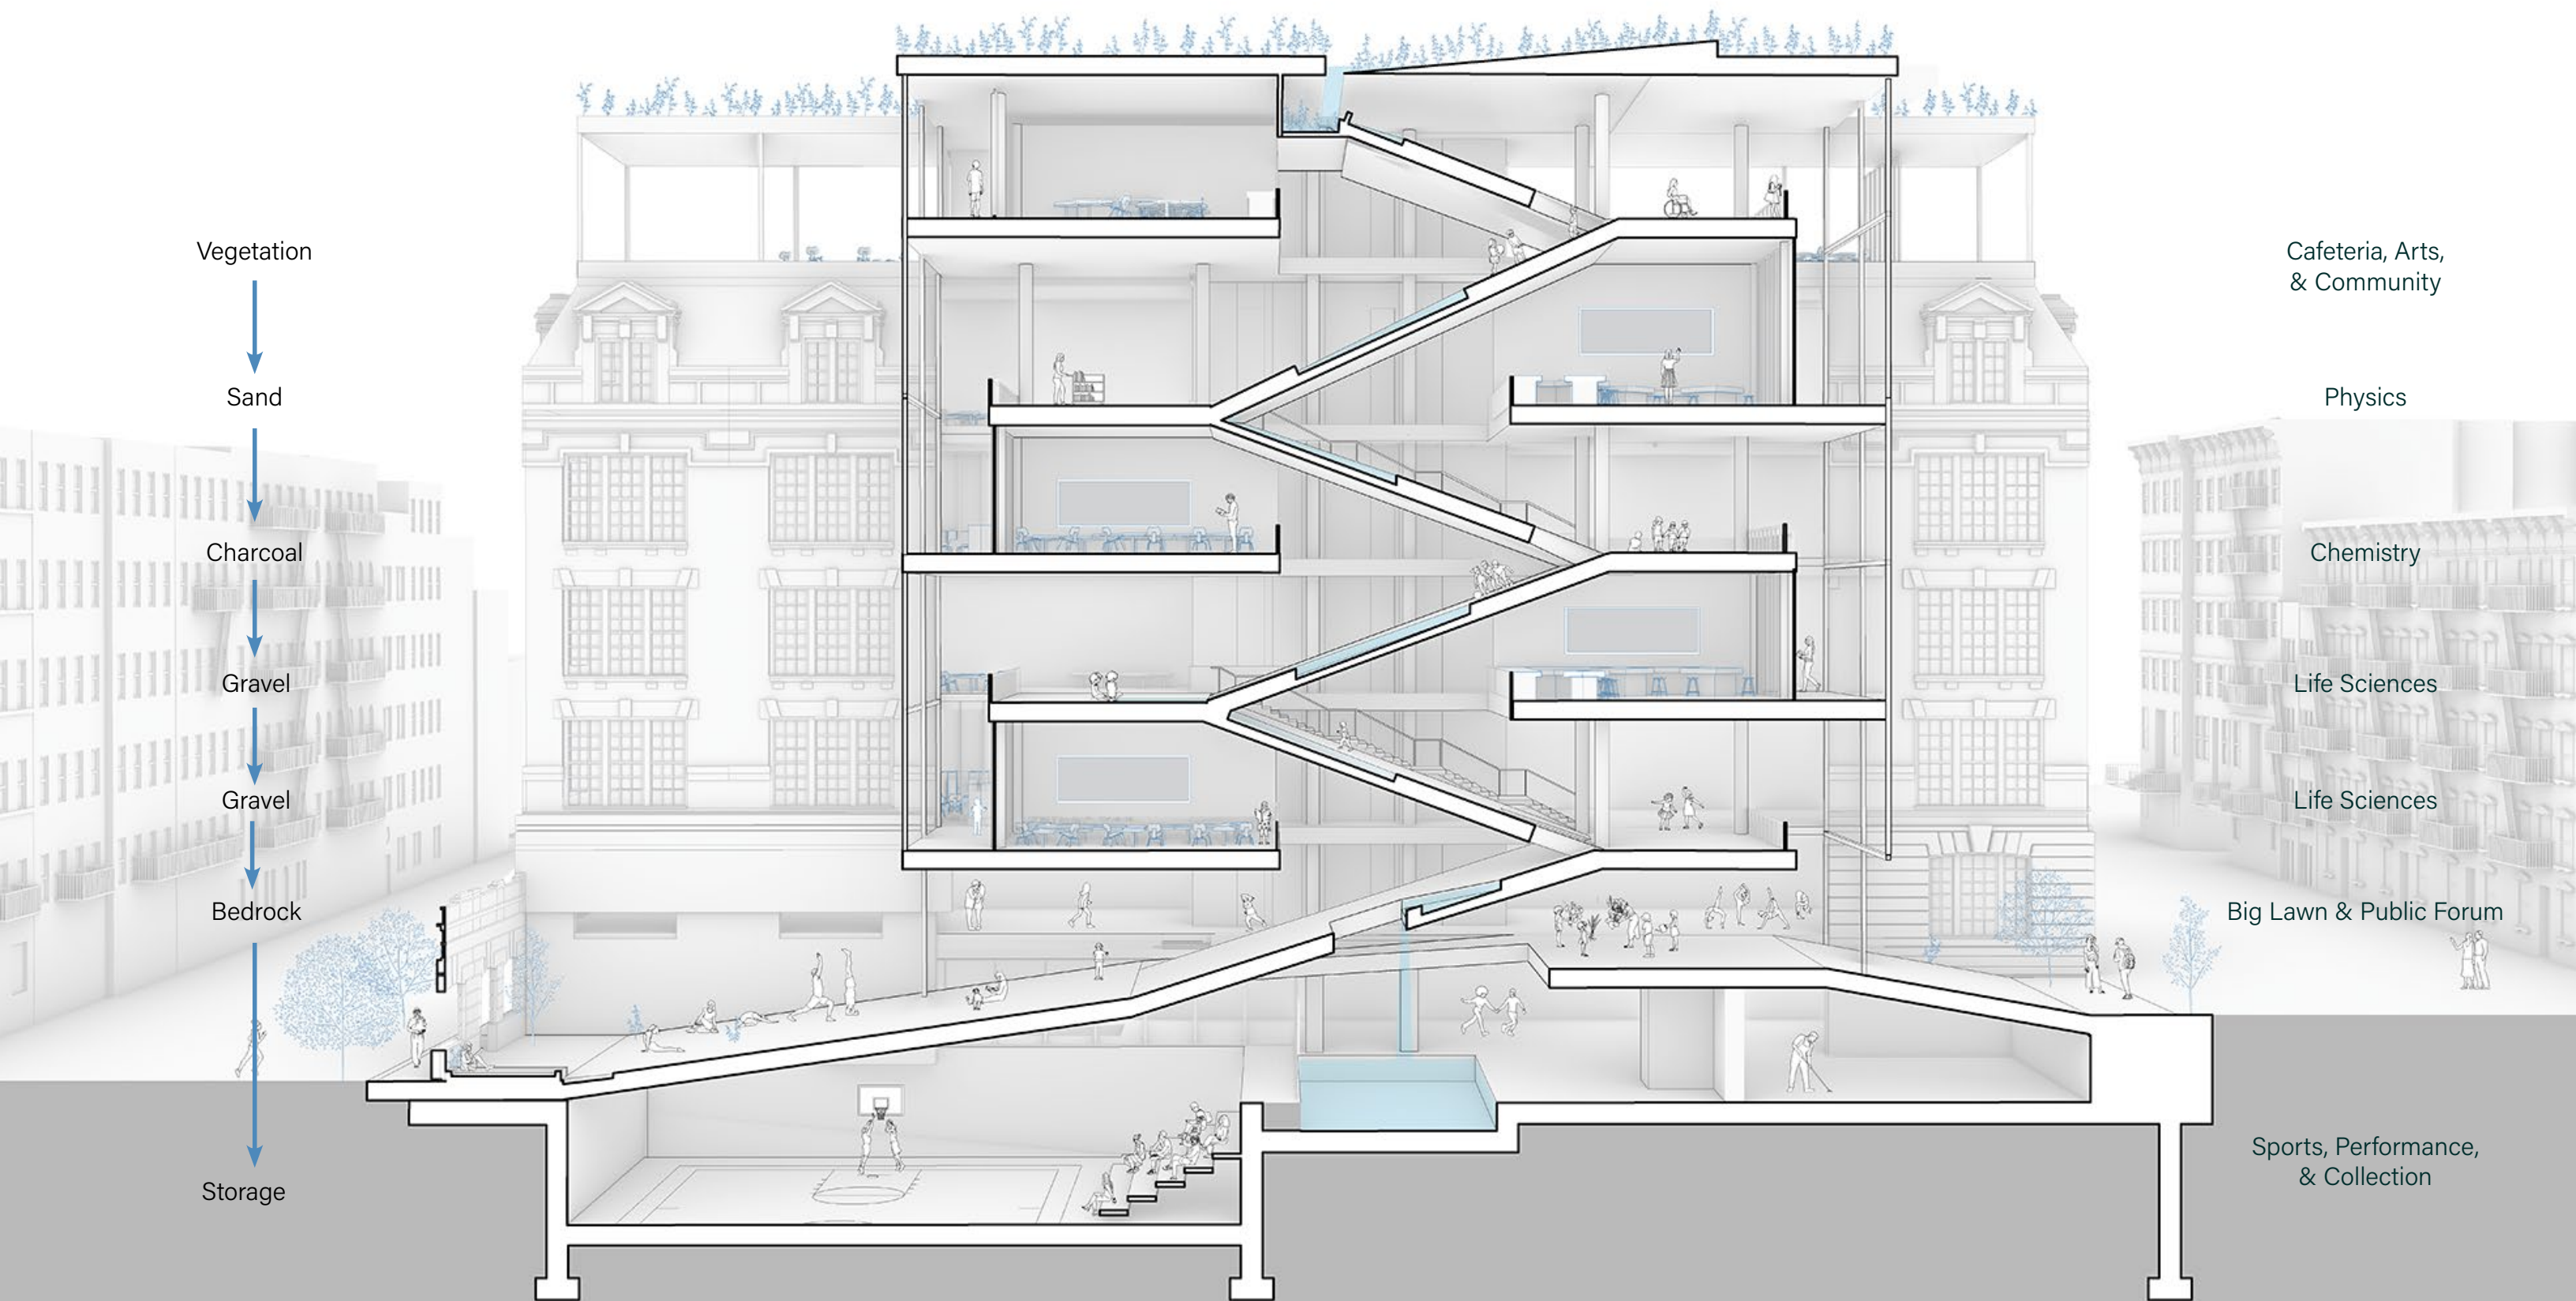 Vegetation
Sand
Charcoal
Gravel
Gravel
Bedrock
Storage
Cafeteria, Arts,
& Community
Physics
Chemistry
Life Sciences
Life Sciences
Big Lawn & Public Forum
Sports, Performance,
& Collection